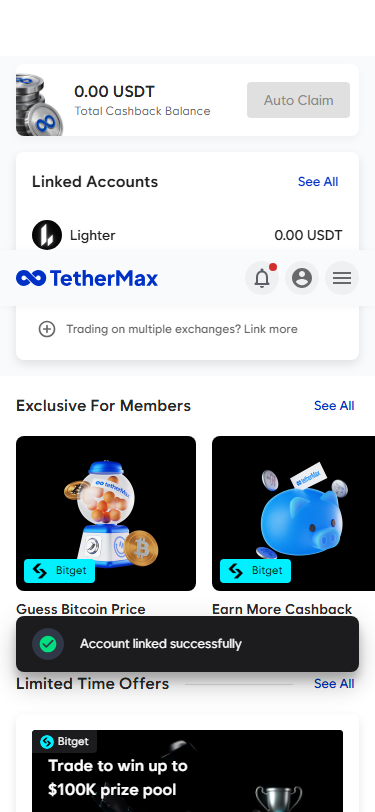 0.00 USDT
Total Cashback Balance
Auto Claim
Linked Accounts
See All
Lighter
0.00 USDT
TetherMax
Trading on multiple exchanges? Link more
Exclusive For Members
See All
tetherMax
tetherMax
Bitget
Bitget
Guess Bitcoin Price
Earn More Cashback
Account linked successfully
Limited Time Offers
See All
Bitget
Trade to win up to
$100K prize pool